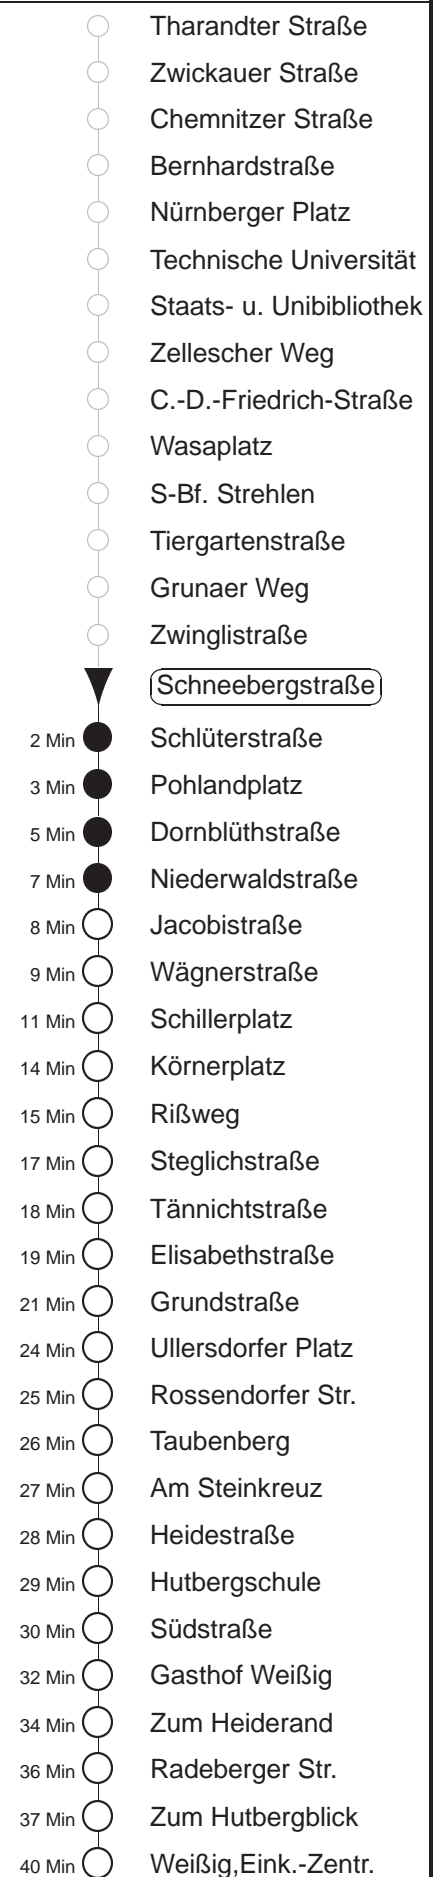 Tharandter Straße
Zwickauer Straße
Chemnitzer Straße
Bernhardstraße
Nürnberger Platz
Technische Universität
Staats- u. Unibibliothek
Zellescher Weg
C.-D.-Friedrich-Straße
Wasaplatz
S-Bf. Strehlen
Tiergartenstraße
Grunaer Weg
Zwinglistraße
Schneebergstraße
2 Min Schlüterstraße
3 Min Pohlandplatz
5 Min Dornblüthstraße
7 Min Niederwaldstraße
8 Min Jacobistraße
9 Min Wägnerstraße
11 Min Schillerplatz
14 Min Körnerplatz
15 Min Rißweg
17 Min Steglichstraße
18 Min Tännichtstraße
19 Min Elisabethstraße
21 Min Grundstraße
24 Min Ullersdorfer Platz
25 Min Rossendorfer Str.
26 Min Taubenberg
27 Min Am Steinkreuz
28 Min Heidestraße
29 Min Hutbergschule
30 Min Südstraße
32 Min Gasthof Weißig
34 Min Zum Heiderand
36 Min Radeberger Str.
37 Min Zum Hutbergblick
40 Min Weißig,Eink.-Zentr.